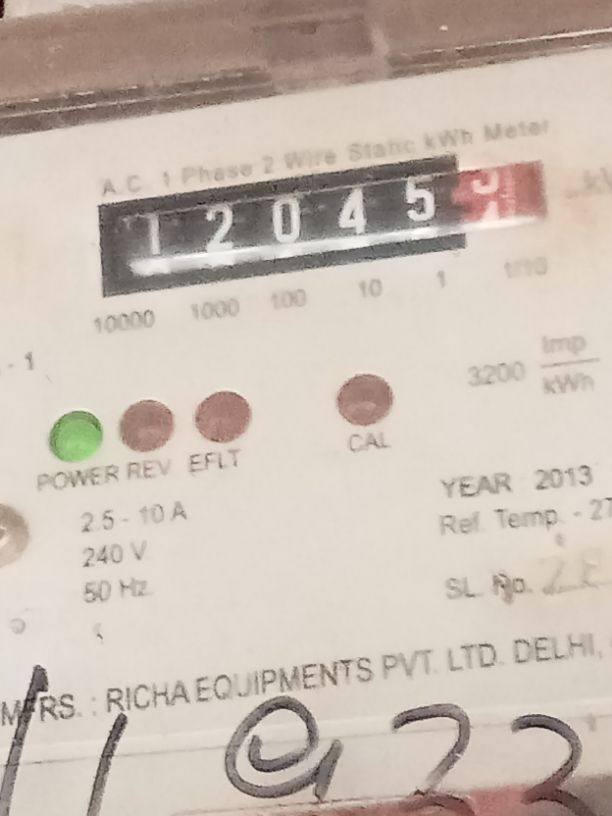 A.C. 1 Phase 2 Wire Static kWh Meter
1 2 0 4 5
10000 1000 100 10 1 1/10
- 1
3200 Imp/kWh
POWER REV EFLT CAL
2.5 - 10 A
240 V
50 Hz.
YEAR 2013
Ref. Temp. - 27
SL. No.
MFRS. : RICHA EQUIPMENTS PVT. LTD. DELHI,